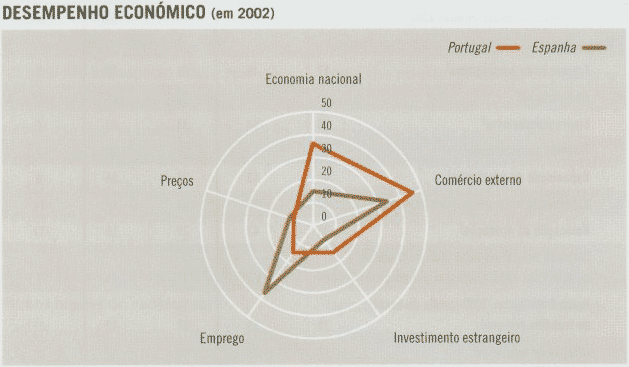 DESEMPENHO ECONÓMICO (em 2002)
Portugal Espanha
Economia nacional
50
40
30
20
10
0
Comércio externo
Preços
Emprego
Investimento estrangeiro